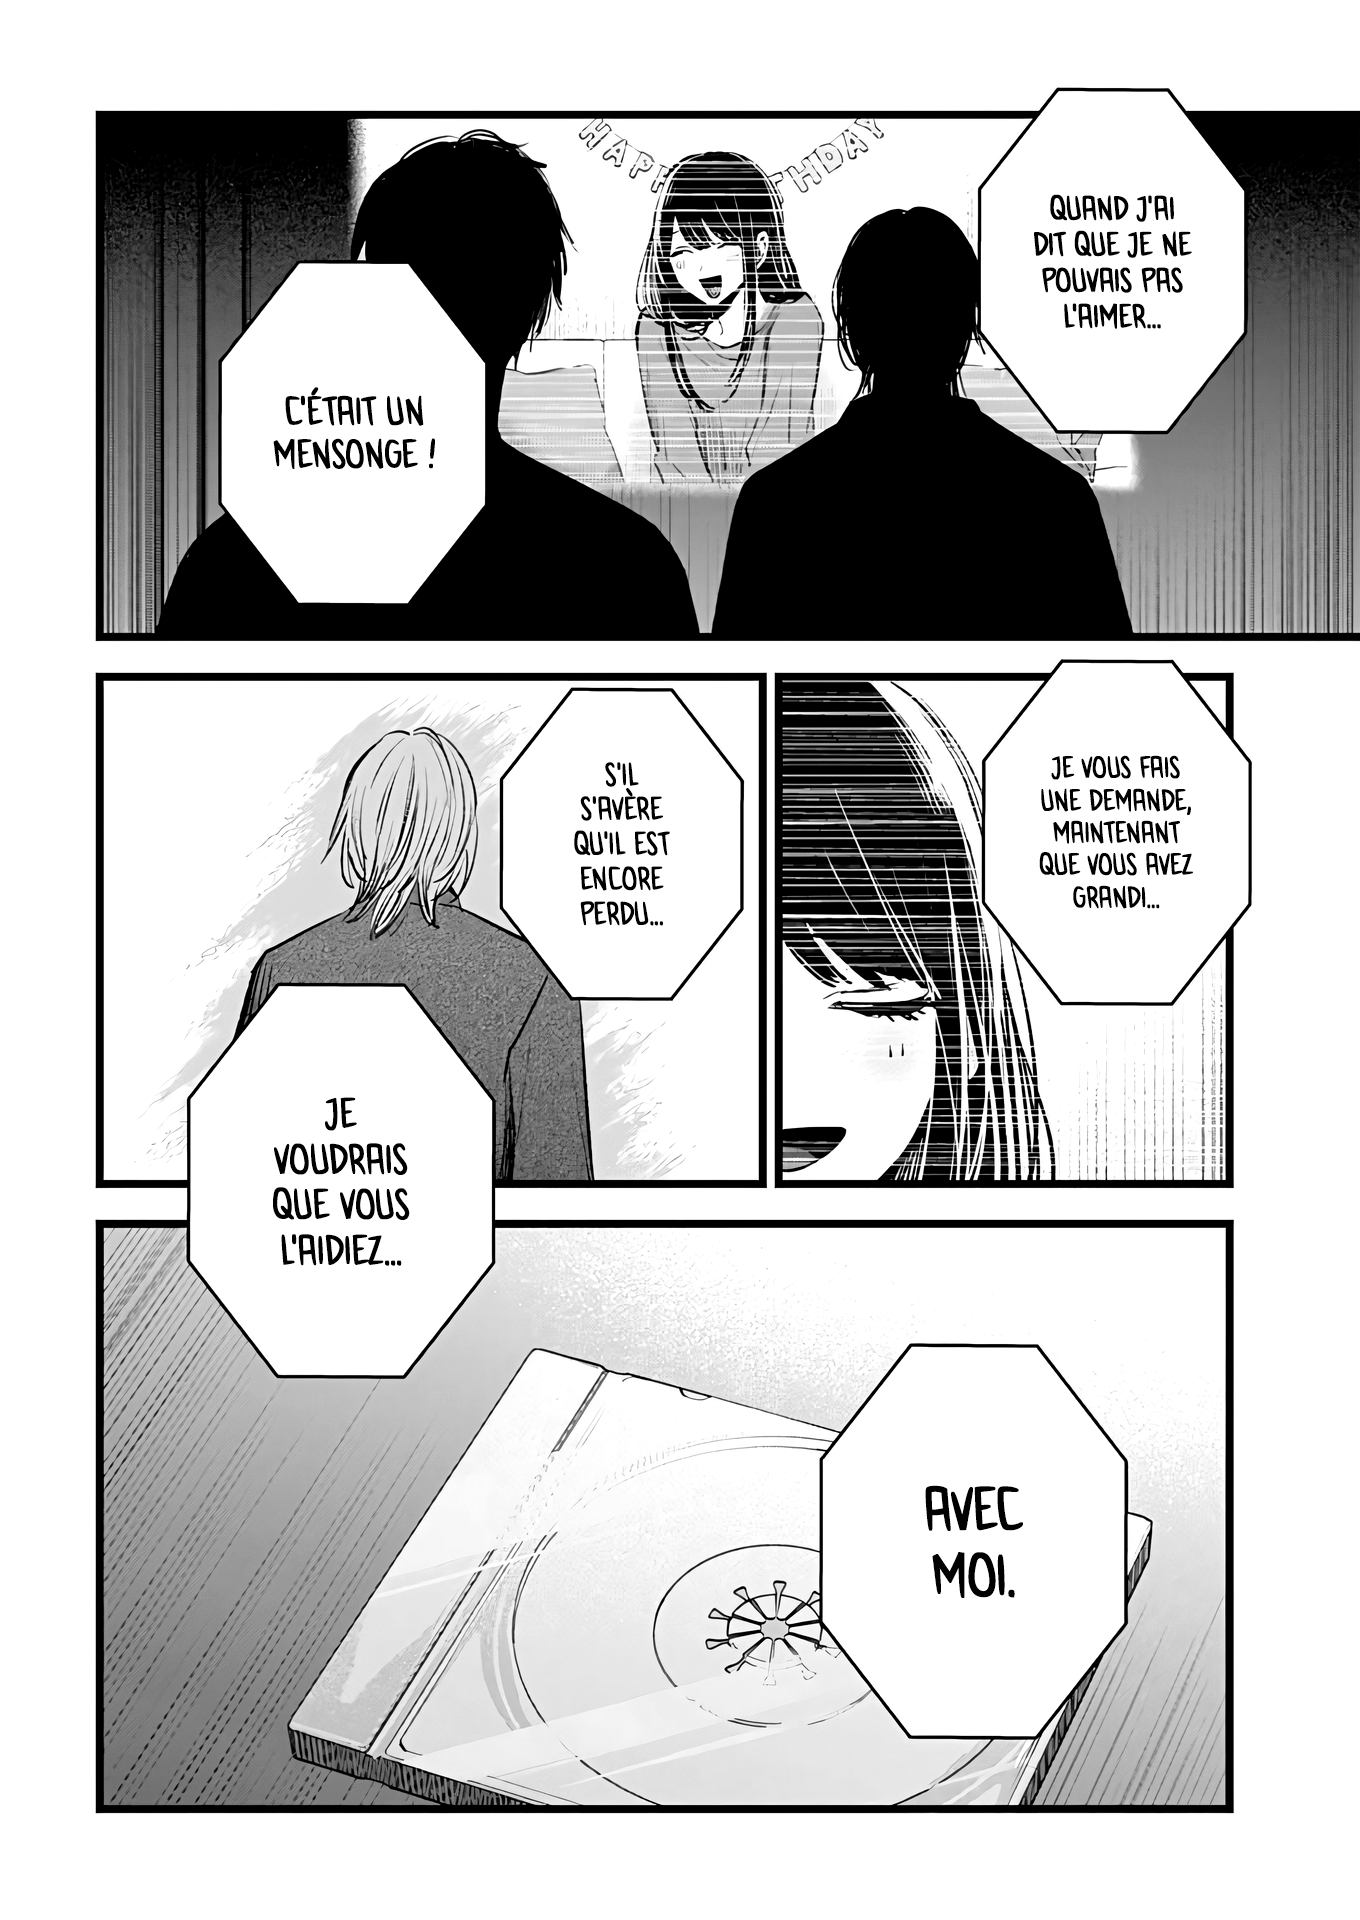 HAPP
THDAY
QUAND J'AI
DIT QUE JE NE
POUVAIS PAS
L'AIMER...
C'ÉTAIT UN
MENSONGE !
JE VOUS FAIS
UNE DEMANDE,
MAINTENANT
QUE VOUS AVEZ
GRANDI...
S'IL
S'AVÈRE
QU'IL EST
ENCORE
PERDU...
JE
VOUDRAIS
QUE VOUS
L'AIDIEZ...
AVEC
MOI.